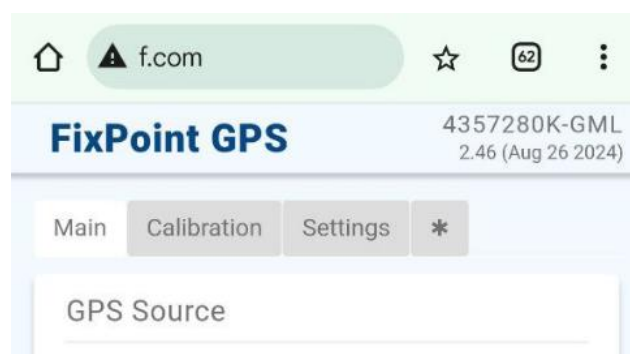 f.com
62
FixPoint GPS
4357280K-GML
2.46 (Aug 26 2024)
Main Calibration Settings *
GPS Source